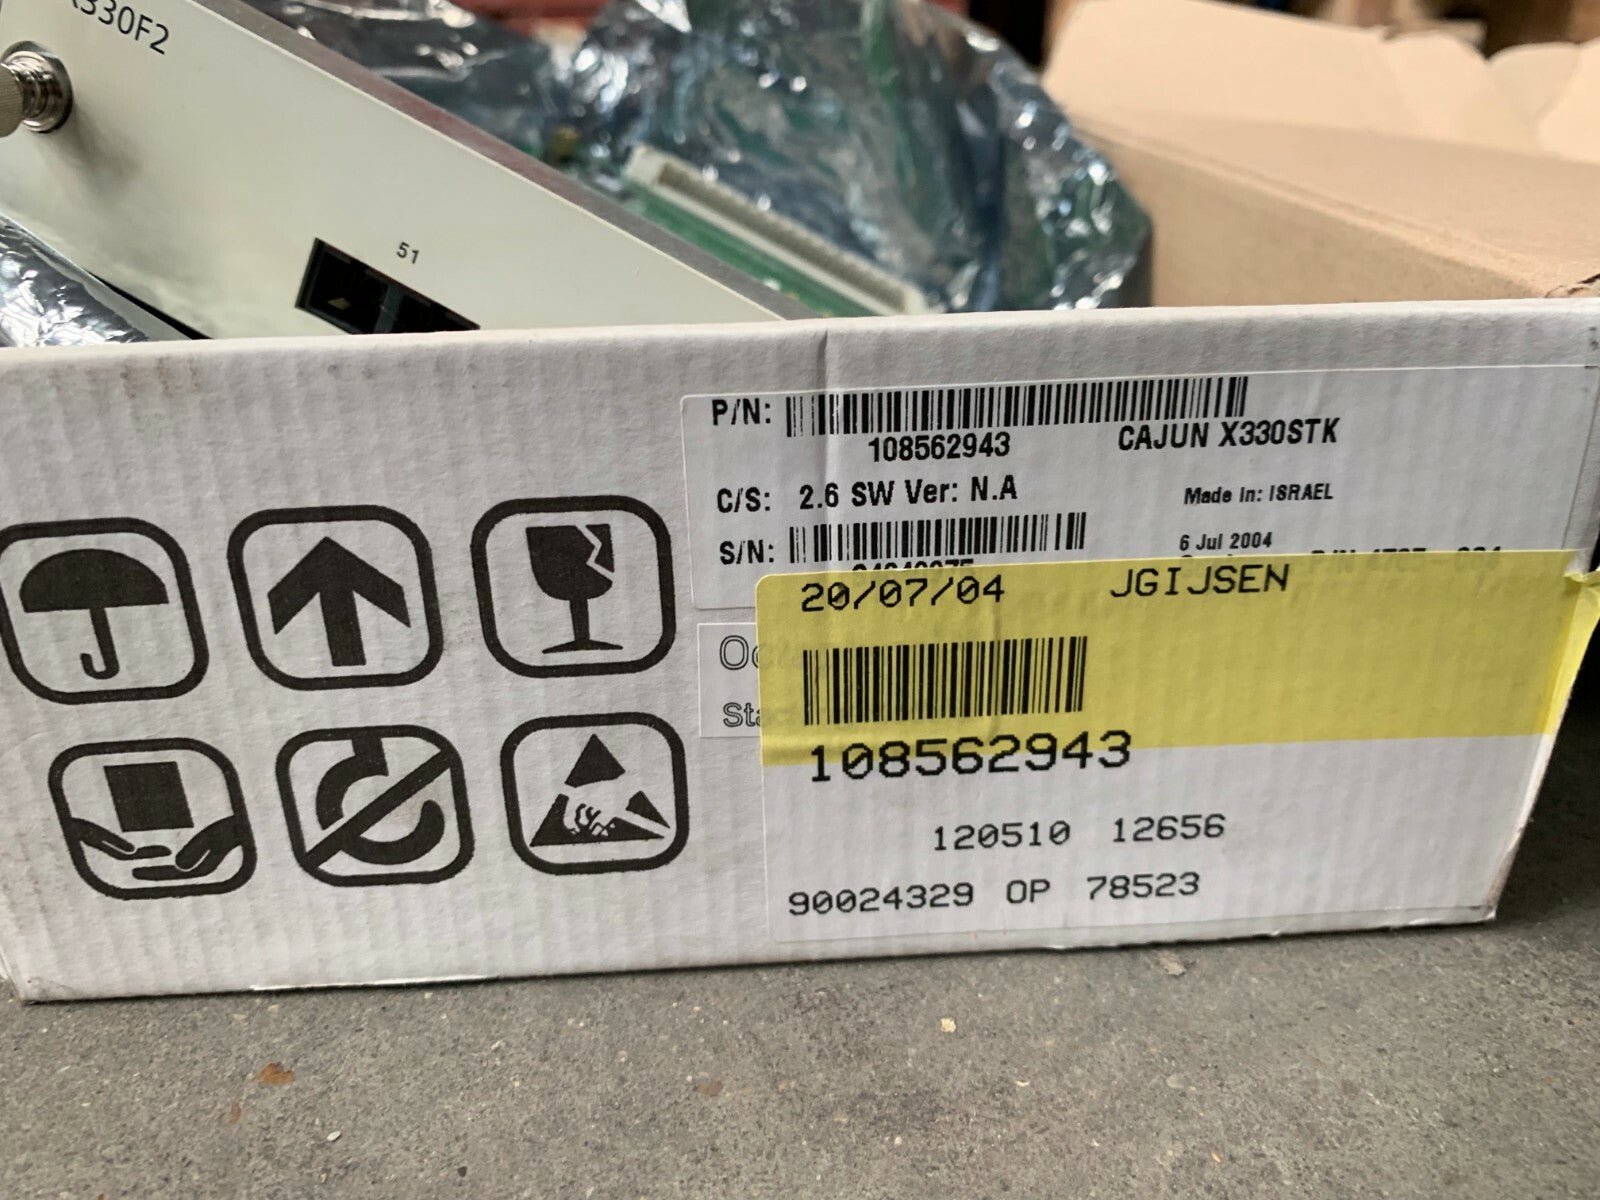 330F2
51
P/N:
108562943 CAJUN X330STK
C/S: 2.6 SW Ver: N.A
Made in: ISRAEL
S/N:
6 Jul 2004
20/07/04 JGIJSEN
108562943
120510 12656
90024329 OP 78523